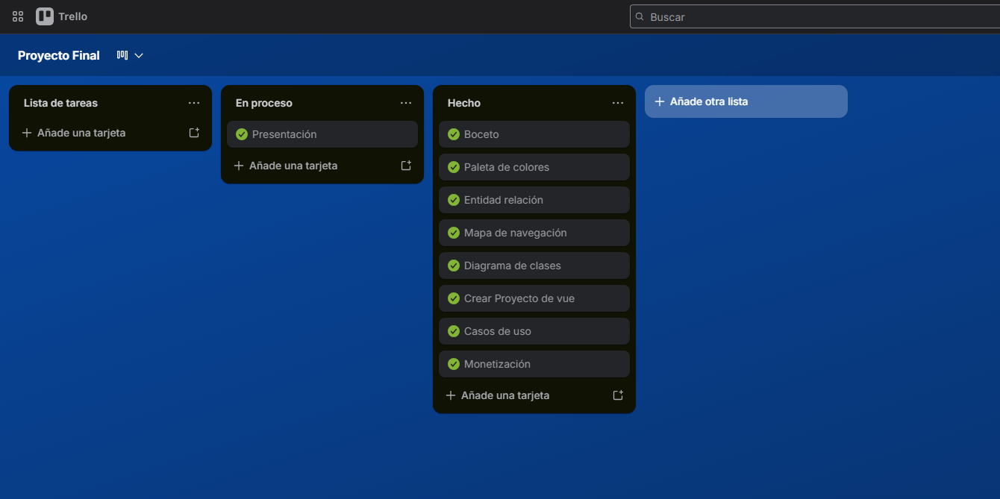 Trello
Buscar
Proyecto Final
Lista de tareas
Añade una tarjeta
En proceso
Presentación
Añade una tarjeta
Hecho
Boceto
Paleta de colores
Entidad relación
Mapa de navegación
Diagrama de clases
Crear Proyecto de vue
Casos de uso
Monetización
Añade una tarjeta
Añade otra lista